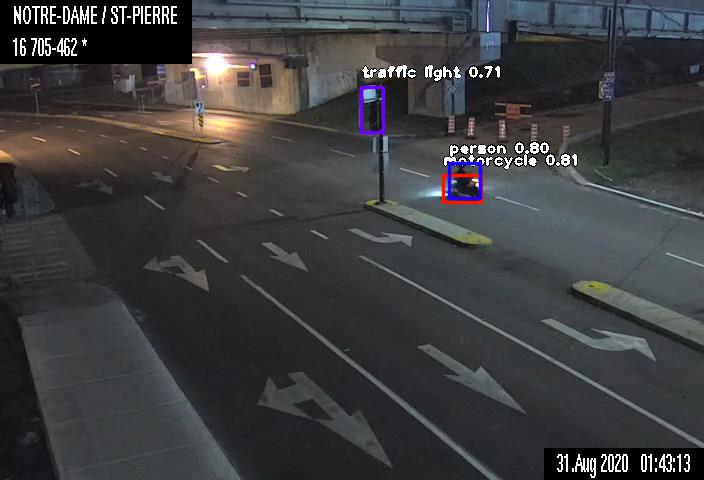 NOTRE-DAME / ST-PIERRE
16 705-462 *
traffic light 0.71
person 0.80
motorcycle 0.81
31.Aug 2020 01:43:13